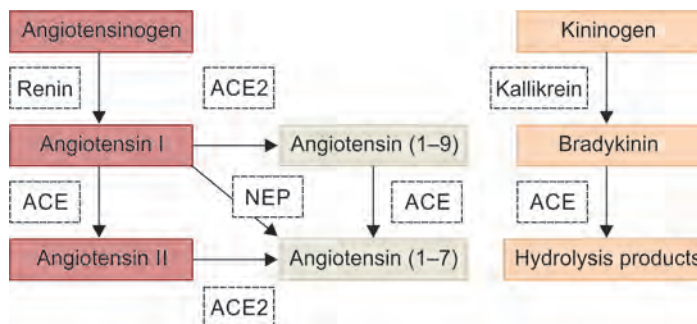 Angiotensinogen
Kininogen
Renin
ACE2
Kallikrein
Angiotensin I
Angiotensin (1–9)
Bradykinin
ACE
NEP
ACE
ACE
Angiotensin II
Angiotensin (1–7)
Hydrolysis products
ACE2